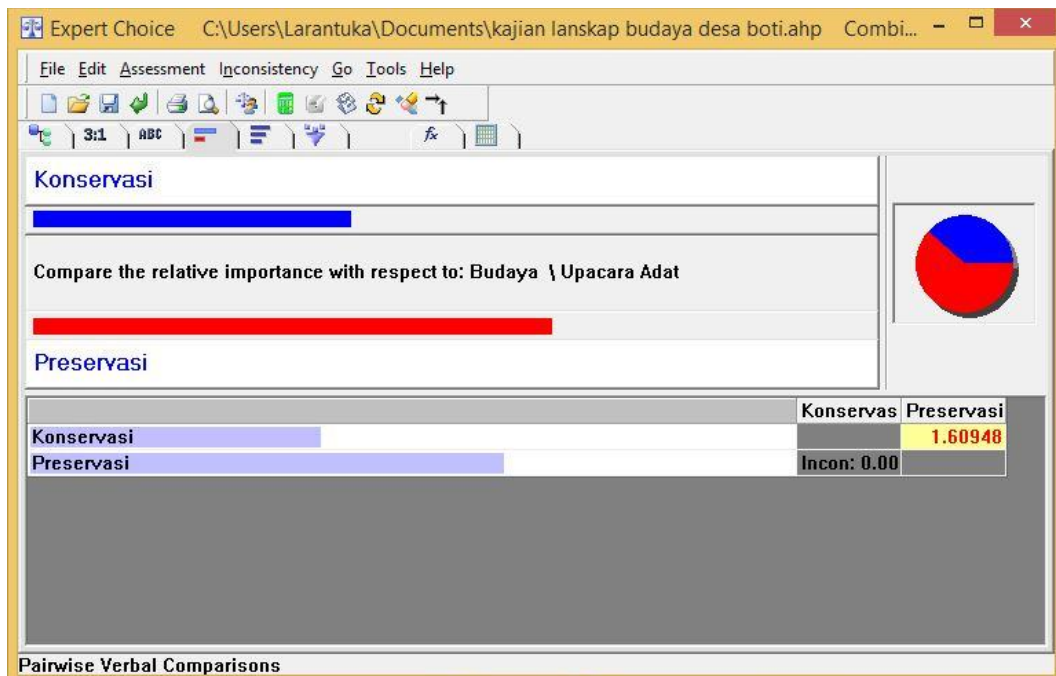 Expert Choice C:\Users\Larantuka\Documents\kajian lanskap budaya desa boti.ahp Combi...
File Edit Assessment Inconsistency Go Tools Help
3:1 ABC fx
Konservasi
Compare the relative importance with respect to: Budaya \ Upacara Adat
Preservasi
Konservas Preservasi
Konservasi 1.60948
Preservasi Incon: 0.00
Pairwise Verbal Comparisons